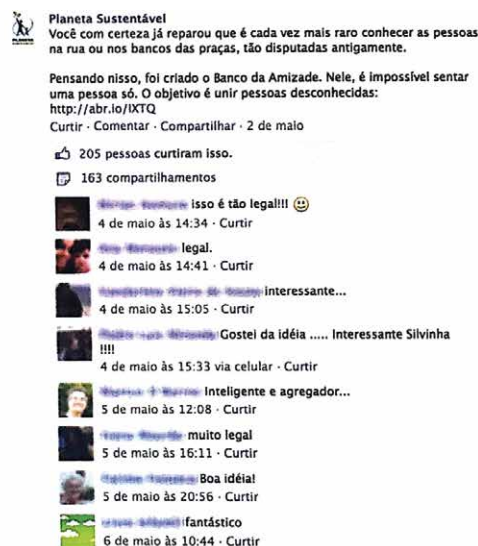 Planeta Sustentável
Você com certeza já reparou que é cada vez mais raro conhecer as pessoas
na rua ou nos bancos das praças, tão disputadas antigamente.
Pensando nisso, foi criado o Banco da Amizade. Nele, é impossível sentar
uma pessoa só. O objetivo é unir pessoas desconhecidas:
http://abr.io/IXTQ
Curtir · Comentar · Compartilhar · 2 de maio
205 pessoas curtiram isso.
163 compartilhamentos
isso é tão legal!!!
4 de maio às 14:34 · Curtir
legal.
4 de maio às 14:41 · Curtir
interessante...
4 de maio às 15:05 · Curtir
Gostei da idéia ..... Interessante Silvinha
!!!!
4 de maio às 15:33 via celular · Curtir
Inteligente e agregador...
5 de maio às 12:08 · Curtir
muito legal
5 de maio às 16:11 · Curtir
Boa idéia!
5 de maio às 20:56 · Curtir
fantástico
6 de maio às 10:44 · Curtir